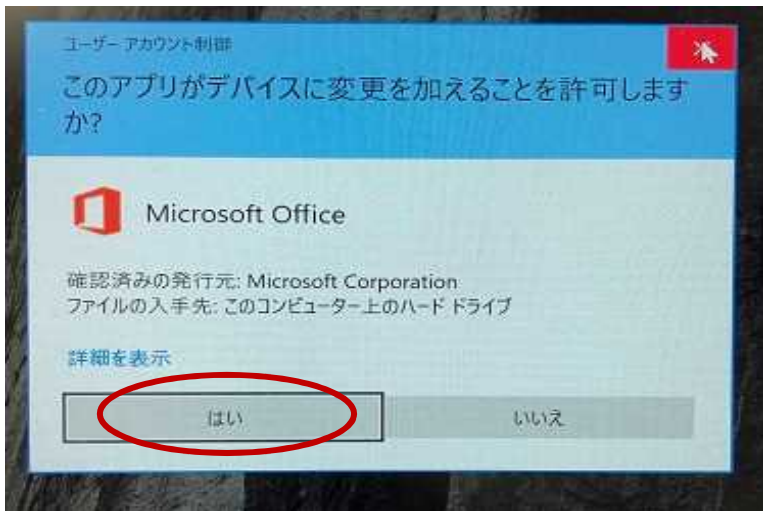 ユーザー アカウント制御
このアプリがデバイスに変更を加えることを許可します
か?
Microsoft Office
確認済みの発行元: Microsoft Corporation
ファイルの入手先: このコンピューター上のハード ドライブ
詳細を表示
はい
いいえ